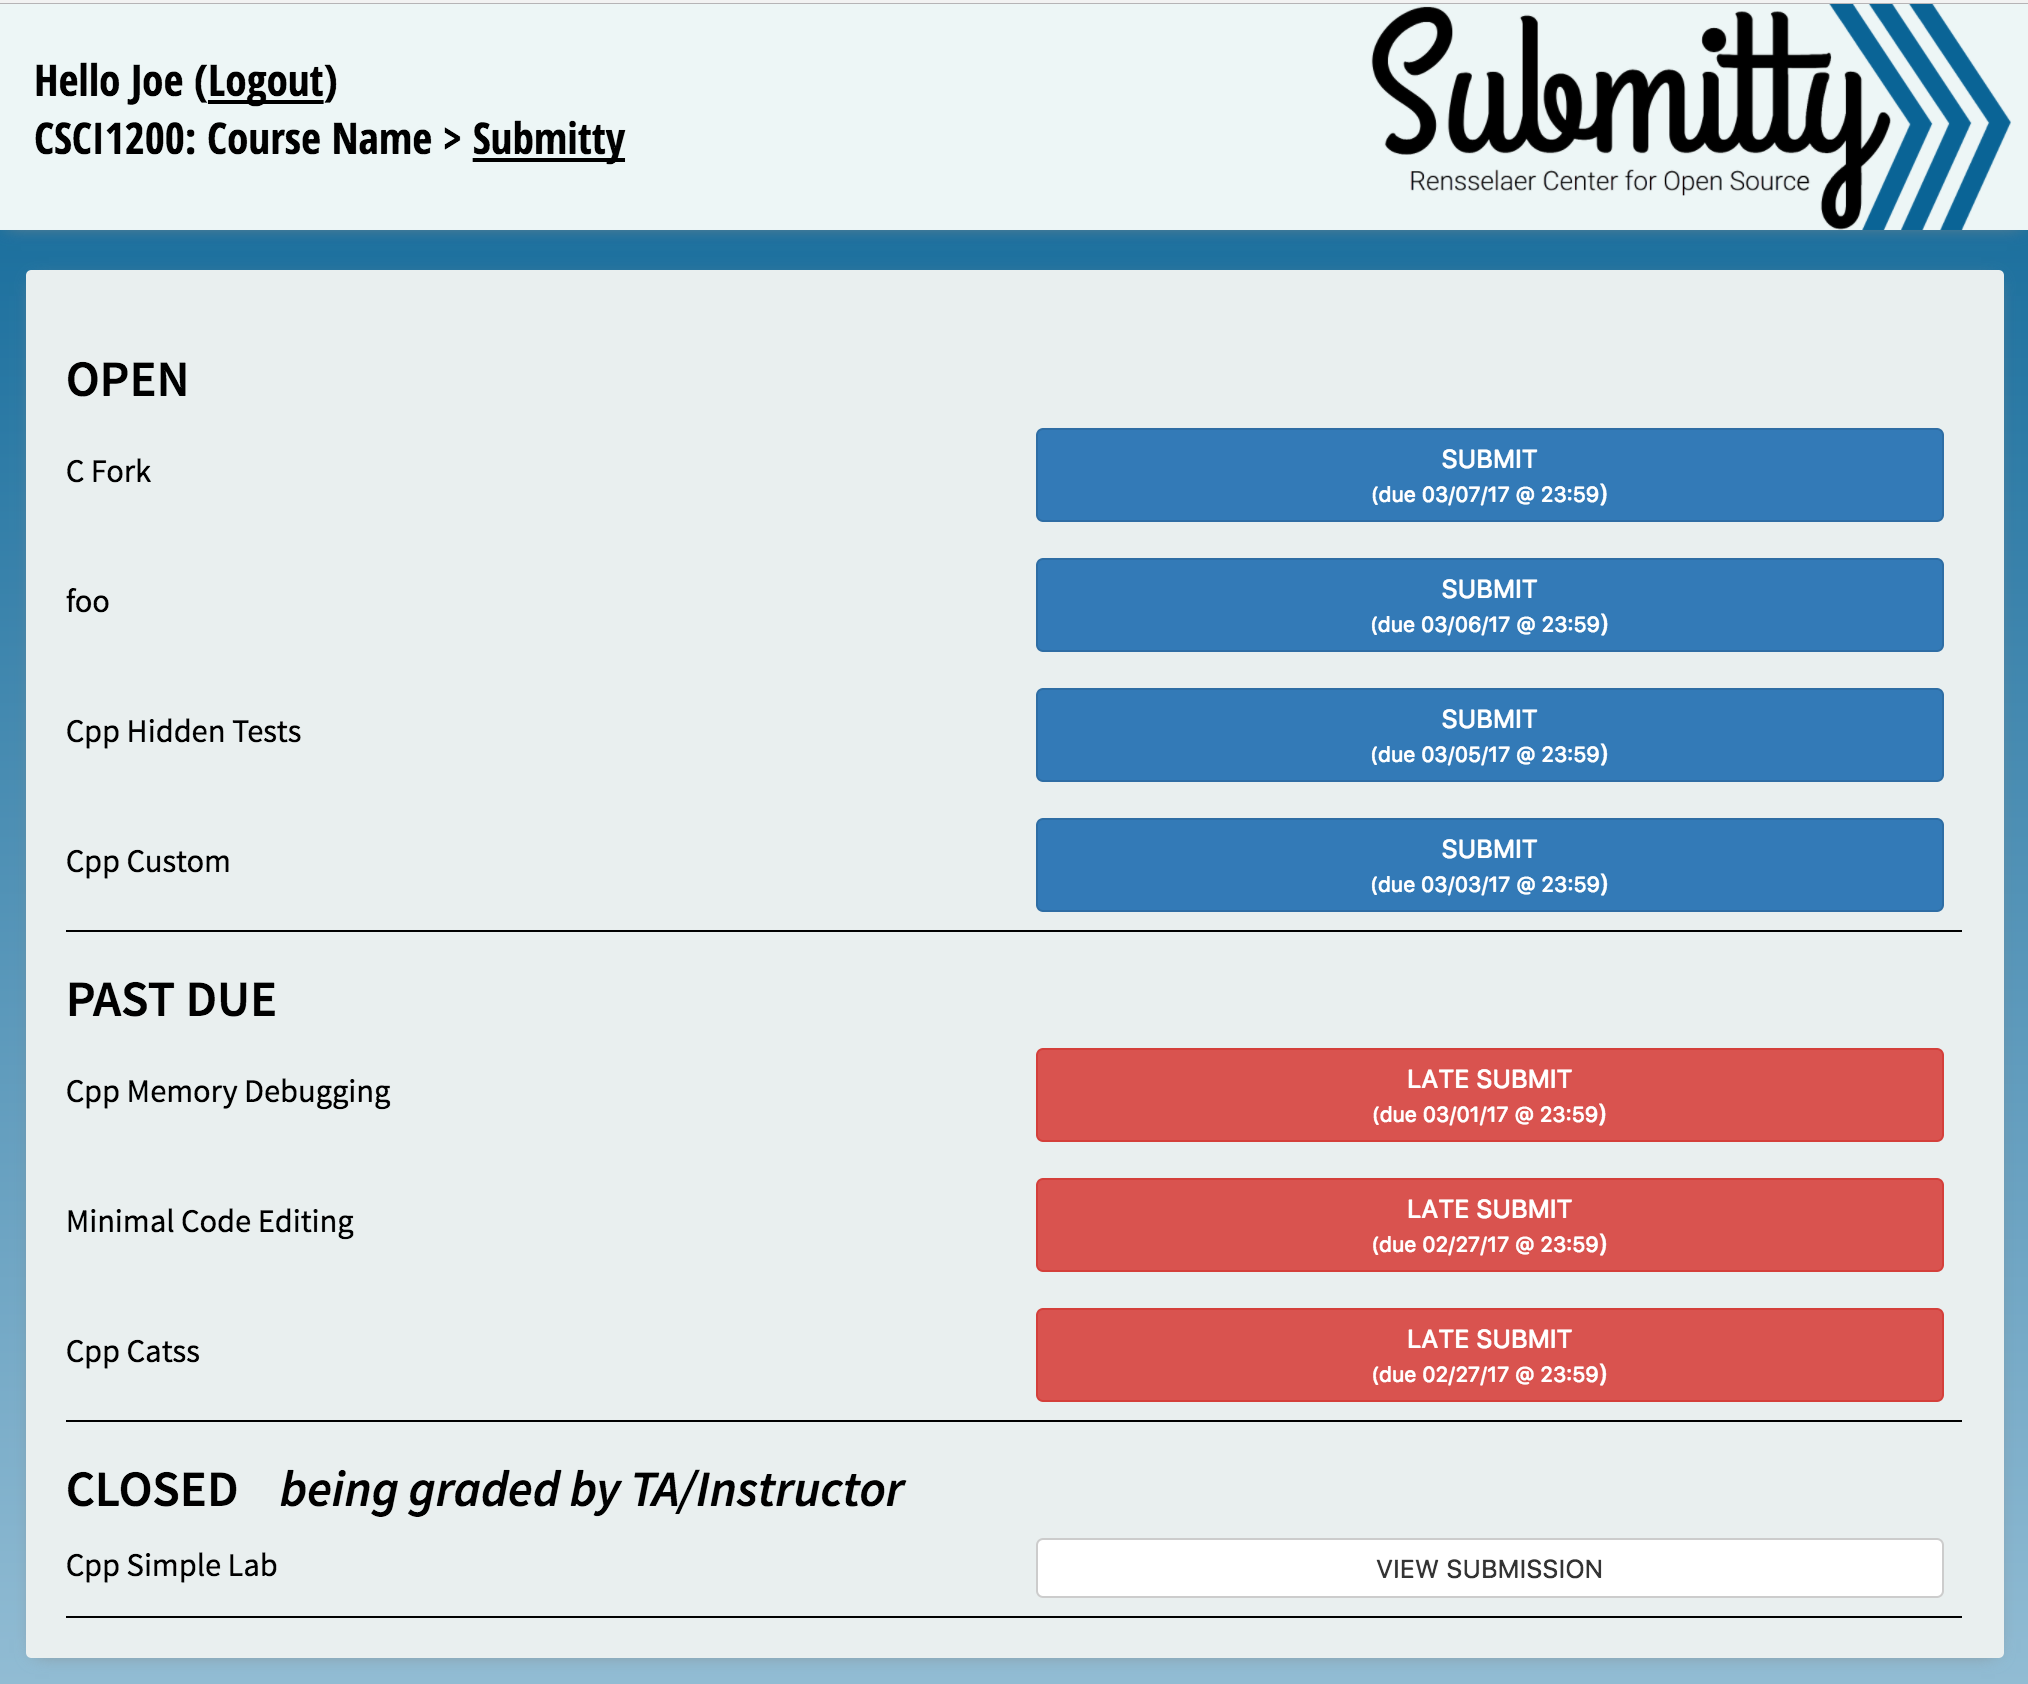 Hello Joe (Logout)
CSCI1200: Course Name > Submitty
Submitty
Rensselaer Center for Open Source
OPEN
C Fork
SUBMIT
(due 03/07/17 @ 23:59)
foo
SUBMIT
(due 03/06/17 @ 23:59)
Cpp Hidden Tests
SUBMIT
(due 03/05/17 @ 23:59)
Cpp Custom
SUBMIT
(due 03/03/17 @ 23:59)
PAST DUE
Cpp Memory Debugging
LATE SUBMIT
(due 03/01/17 @ 23:59)
Minimal Code Editing
LATE SUBMIT
(due 02/27/17 @ 23:59)
Cpp Catss
LATE SUBMIT
(due 02/27/17 @ 23:59)
CLOSED being graded by TA/Instructor
Cpp Simple Lab
VIEW SUBMISSION